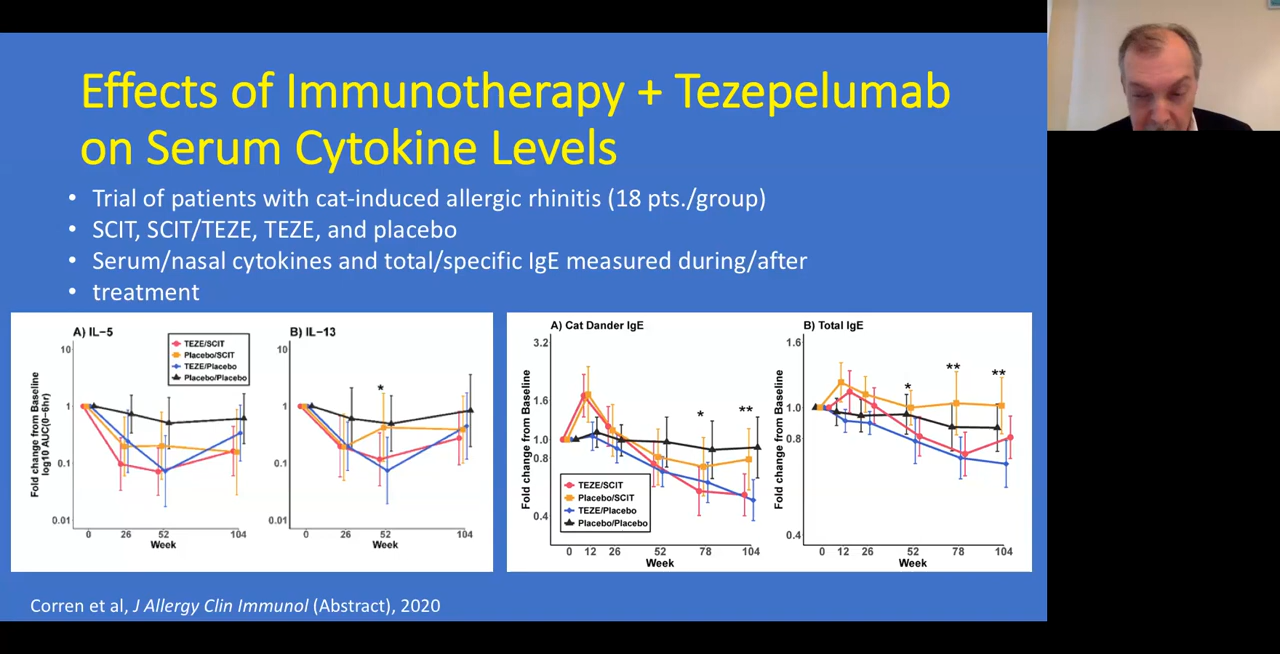 Effects of Immunotherapy + Tezepelumab
on Serum Cytokine Levels
• Trial of patients with cat-induced allergic rhinitis (18 pts./group)
• SCIT, SCIT/TEZE, TEZE, and placebo
• Serum/nasal cytokines and total/specific IgE measured during/after
• treatment
A) IL−5
10
1
0.1
0.01
Fold change from Baseline
log10 AUC(0−6hr)
TEZE/SCIT
Placebo/SCIT
TEZE/Placebo
Placebo/Placebo
0 26 52 104
Week
B) IL−13
10
1
0.1
0.01
*
0 26 52 104
Week
A) Cat Dander IgE
3.2
1.6
1.0
0.8
0.4
Fold change from Baseline
* **
TEZE/SCIT
Placebo/SCIT
TEZE/Placebo
Placebo/Placebo
0 12 26 52 78 104
Week
B) Total IgE
1.6
1.0
0.8
0.4
Fold change from Baseline
* ** **
0 12 26 52 78 104
Week
Corren et al, J Allergy Clin Immunol (Abstract), 2020